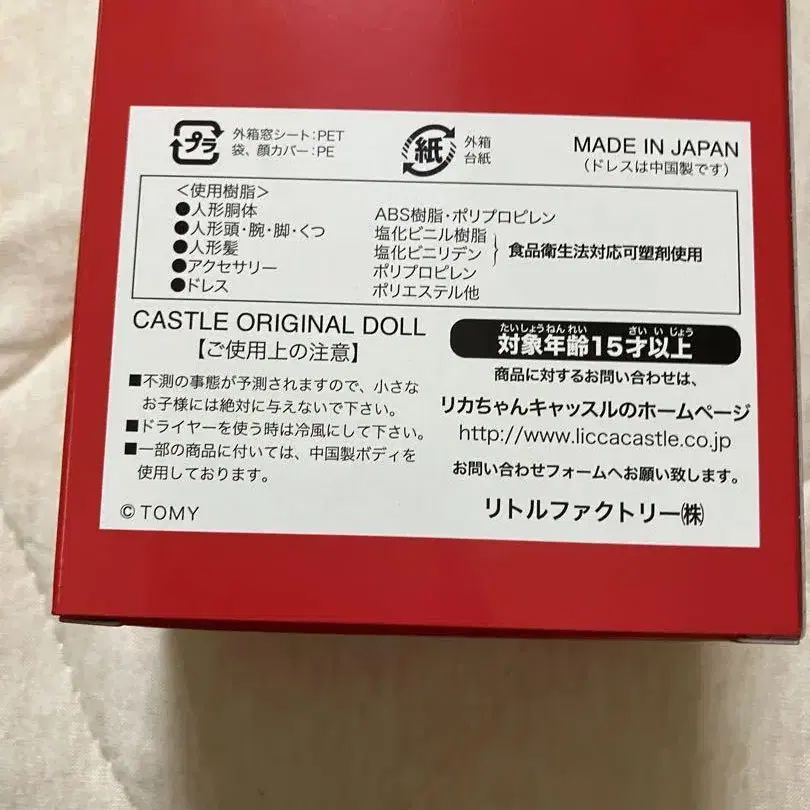 プラ
外箱窓シート:PET
袋、顔カバー:PE
紙
外箱
台紙
MADE IN JAPAN
(ドレスは中国製です)
<使用樹脂>
●人形胴体 ABS樹脂・ポリプロピレン
●人形頭・腕・脚・くつ 塩化ビニル樹脂
●人形髪 塩化ビニリデン
食品衛生法対応可塑剤使用
●アクセサリー ポリプロピレン
●ドレス ポリエステル他
CASTLE ORIGINAL DOLL
【ご使用上の注意】
■不測の事態が予測されますので、小さな
お子様には絶対に与えないで下さい。
■ドライヤーを使う時は冷風にして下さい。
■一部の商品に付いては、中国製ボディを
使用しております。
©TOMY
たいしょうねんれい さいいじょう
対象年齢15才以上
商品に対するお問い合わせは、
リカちゃんキャッスルのホームページ
http://www.liccacastle.co.jp
お問い合わせフォームへお願い致します。
リトルファクトリー㈱